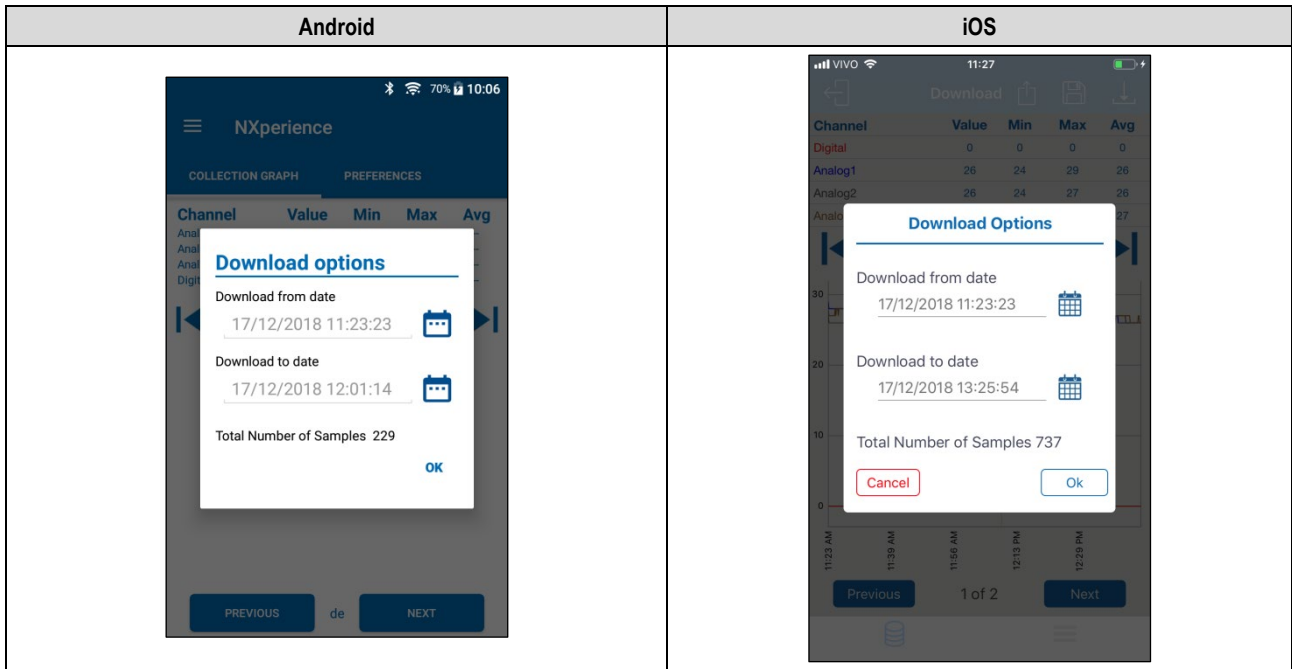 Android
iOS
70% 10:06
NXperience
COLLECTION GRAPH PREFERENCES
Channel Value Min Max Avg
Anal
Anal
Anal
Digit
Download options
Download from date
17/12/2018 11:23:23
Download to date
17/12/2018 12:01:14
Total Number of Samples 229
OK
PREVIOUS de NEXT
VIVO 11:27
Download
Channel Value Min Max Avg
Digital 0 0 0 0
Analog1 26 24 29 26
Analog2 26 24 27 26
Analo 27
Download Options
Download from date
17/12/2018 11:23:23
Download to date
17/12/2018 13:25:54
Total Number of Samples 737
Cancel Ok
30
20
10
0
11:23 AM
11:39 AM
11:56 AM
12:13 PM
12:29 PM
Previous 1 of 2 Next